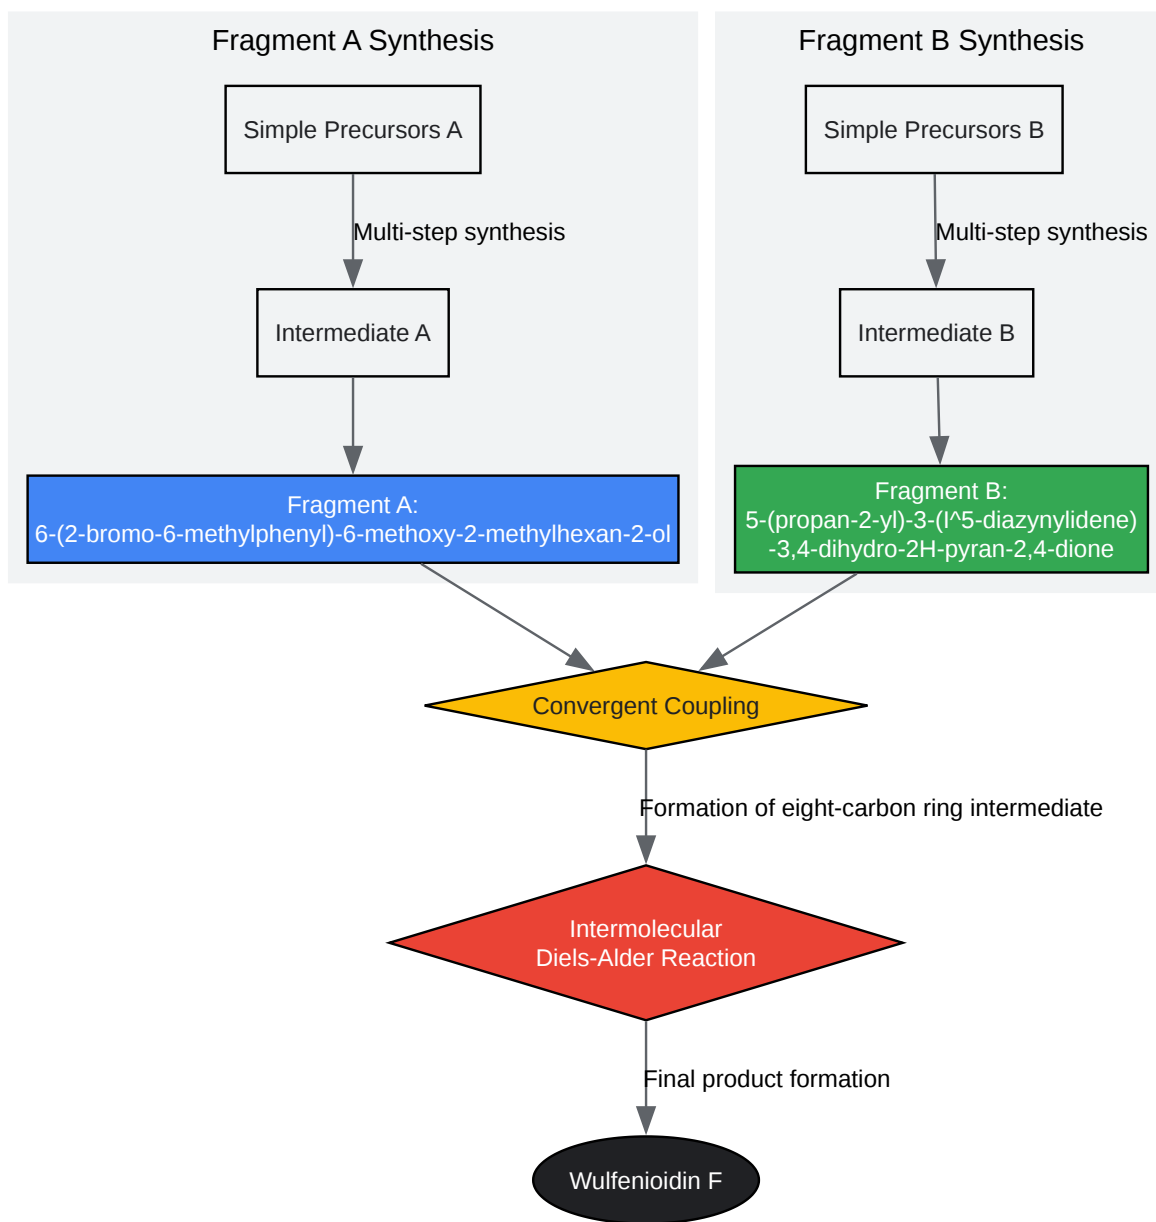 Fragment A Synthesis
Simple Precursors A
Multi-step synthesis
Intermediate A
Fragment A:
6-(2-bromo-6-methylphenyl)-6-methoxy-2-methylhexan-2-ol
Fragment B Synthesis
Simple Precursors B
Multi-step synthesis
Intermediate B
Fragment B:
5-(propan-2-yl)-3-(l^5-diazynylidene)
-3,4-dihydro-2H-pyran-2,4-dione
Convergent Coupling
Formation of eight-carbon ring intermediate
Intermolecular
Diels-Alder Reaction
Final product formation
Wulfenioidin F